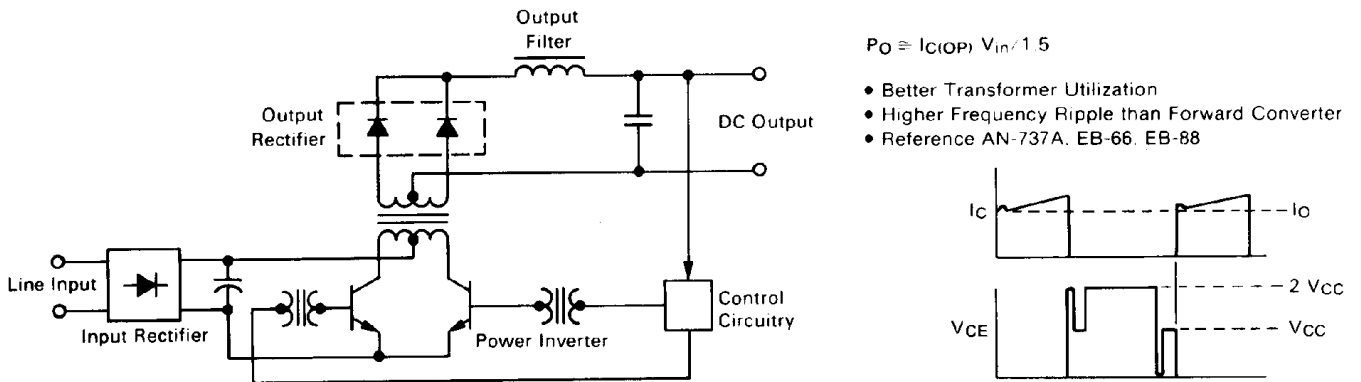 Output
Filter
Output
Rectifier
DC Output
Line Input
Input Rectifier
Power Inverter
Control
Circuitry
PO ≅ IC(OP) Vin/1.5
• Better Transformer Utilization
• Higher Frequency Ripple than Forward Converter
• Reference AN-737A, EB-66, EB-88
IC
IO
2 VCC
VCE
VCC